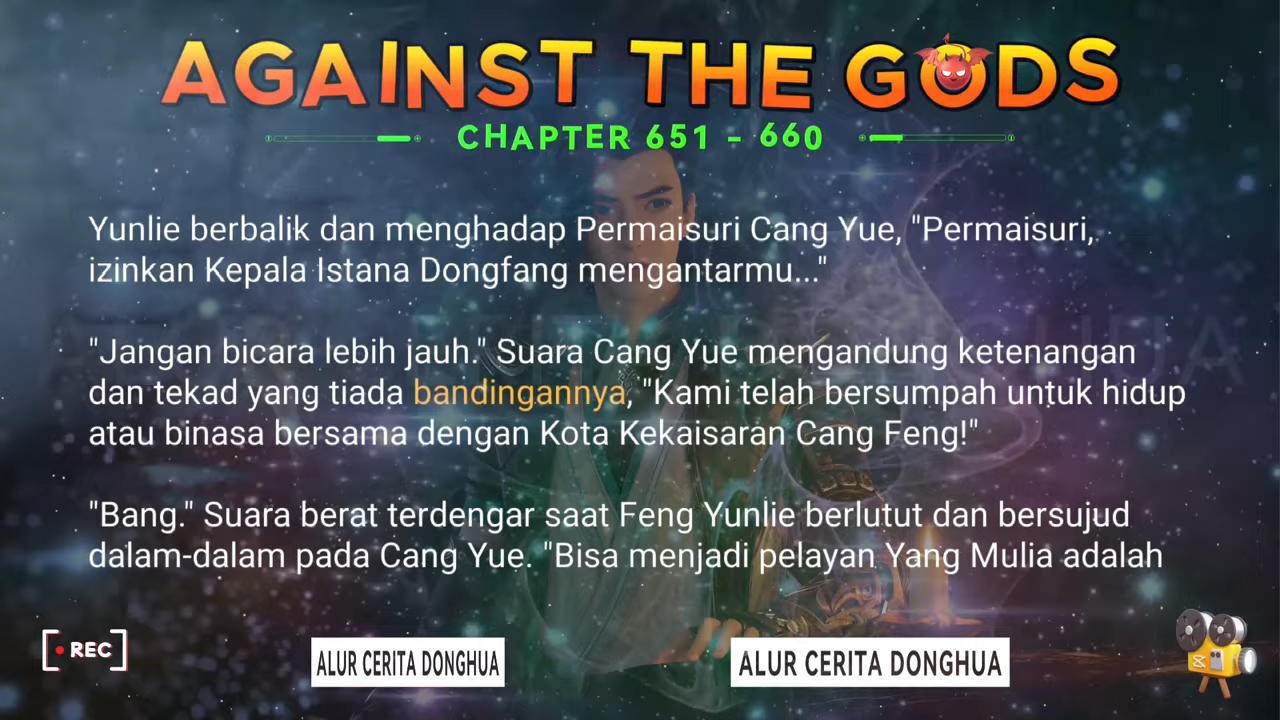 AGAINST THE GODS
CHAPTER 651 - 660
Yunlie berbalik dan menghadap Permaisuri Cang Yue, "Permaisuri,
izinkan Kepala Istana Dongfang mengantarmu..."
"Jangan bicara lebih jauh." Suara Cang Yue mengandung ketenangan
dan tekad yang tiada bandingannya, "Kami telah bersumpah untuk hidup
atau binasa bersama dengan Kota Kekaisaran Cang Feng!"
"Bang." Suara berat terdengar saat Feng Yunlie berlutut dan bersujud
dalam-dalam pada Cang Yue. "Bisa menjadi pelayan Yang Mulia adalah
REC
ALUR CERITA DONGHUA
ALUR CERITA DONGHUA